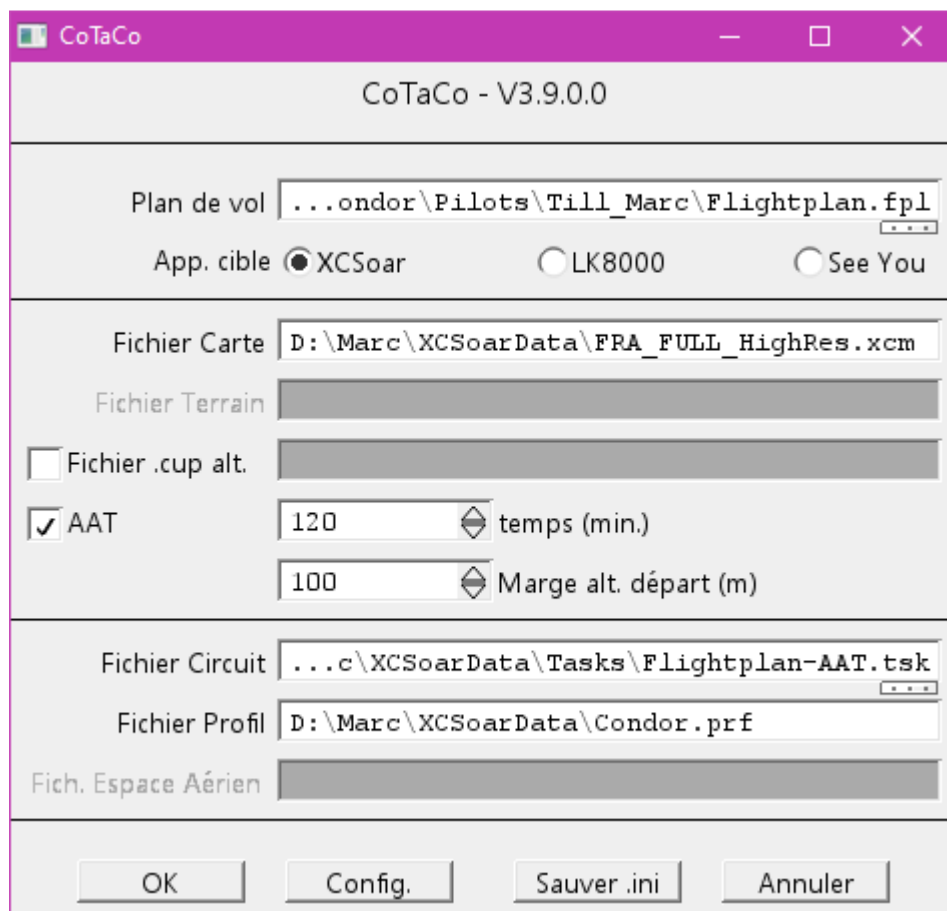 CoTaCo
CoTaCo - V3.9.0.0
Plan de vol ...ondor\Pilots\Till_Marc\Flightplan.fpl
App. cible XCSoar LK8000 See You
Fichier Carte D:\Marc\XCSoarData\FRA_FULL_HighRes.xcm
Fichier Terrain
Fichier .cup alt.
AAT 120 temps (min.)
100 Marge alt. départ (m)
Fichier Circuit ...c\XCSoarData\Tasks\Flightplan-AAT.tsk
Fichier Profil D:\Marc\XCSoarData\Condor.prf
Fich. Espace Aérien
OK Config. Sauver .ini Annuler